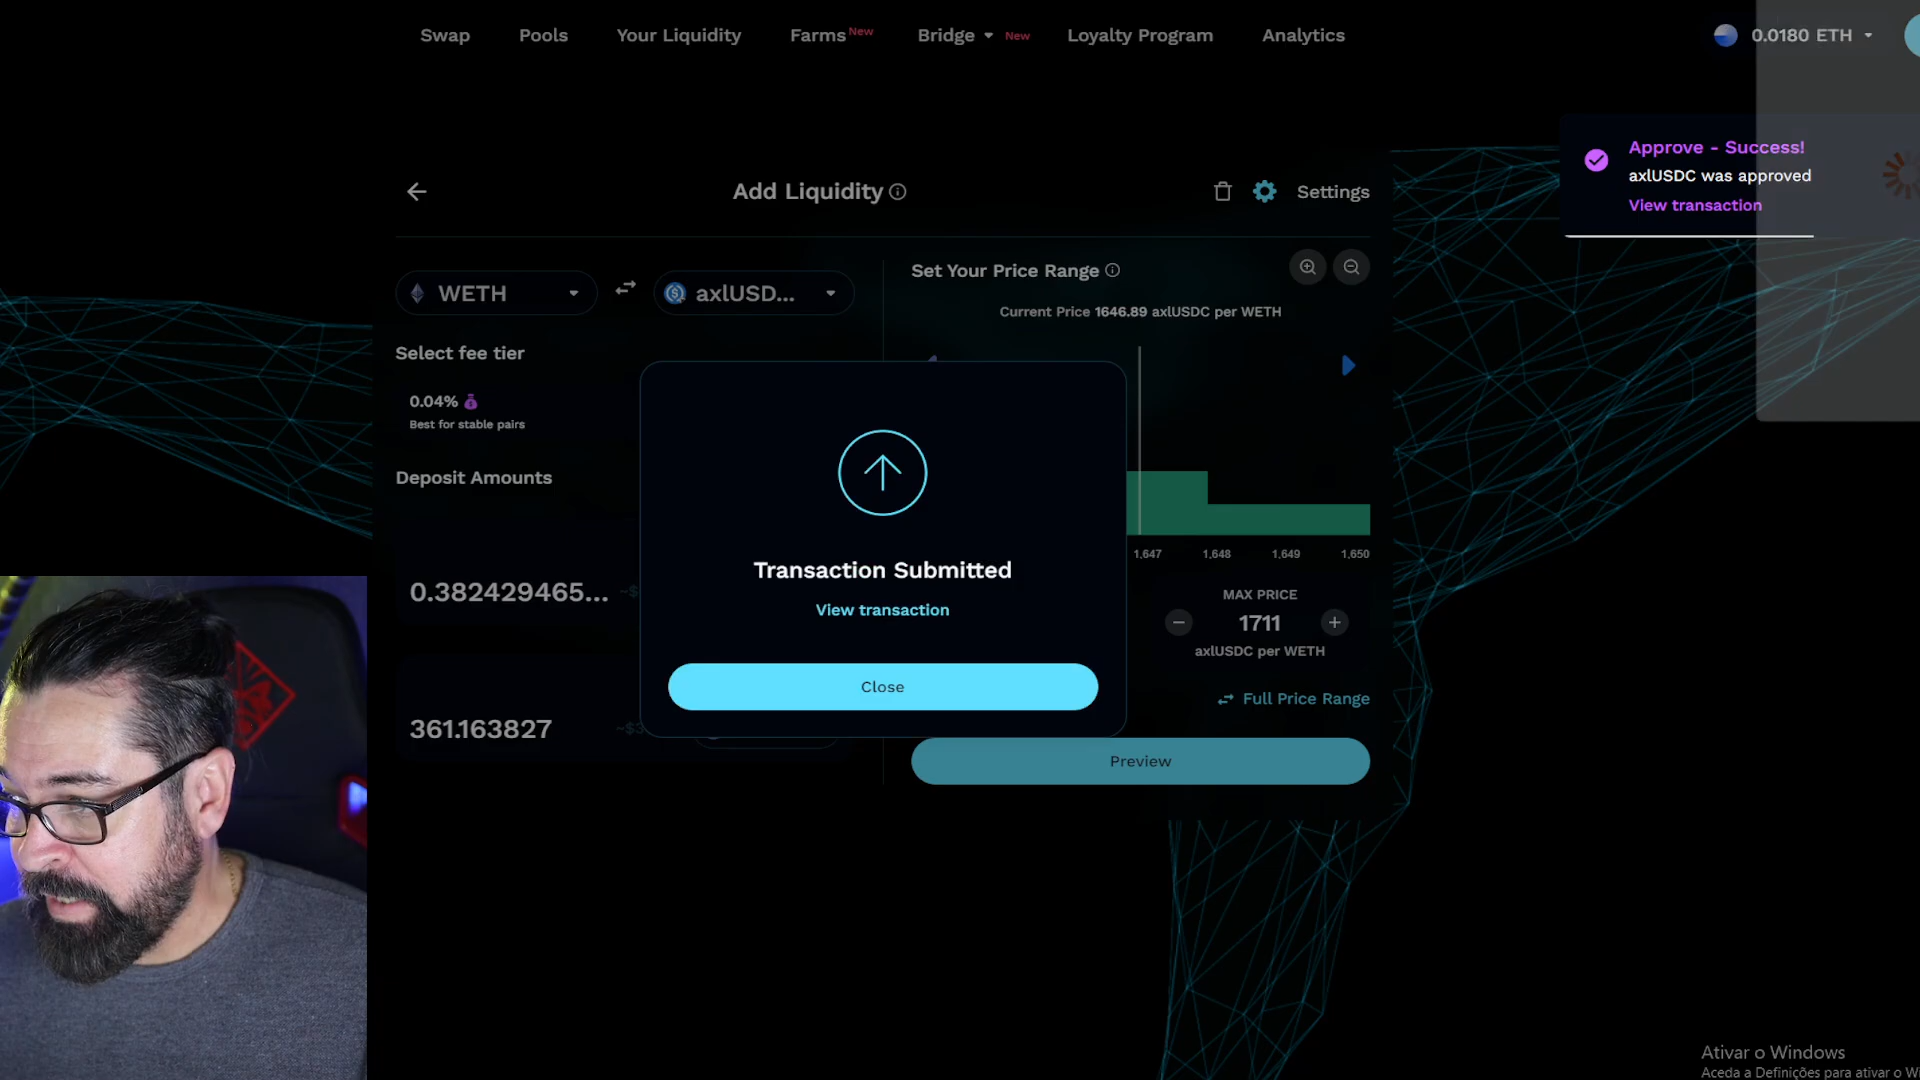 Swap Pools Your Liquidity Farms New Bridge New Loyalty Program Analytics 0.0180 ETH
Approve - Success!
axlUSDC was approved
View transaction
Add Liquidity
Settings
WETH
axlUSD...
Set Your Price Range
Current Price 1646.89 axlUSDC per WETH
Select fee tier
0.04%
Best for stable pairs
Deposit Amounts
0.382429465... ~$
361.163827
Transaction Submitted
View transaction
Close
1,647 1,648 1,649 1,650
MAX PRICE
1711
axlUSDC per WETH
Full Price Range
Preview
Ativar o Windows
Aceda a Definições para ativar o